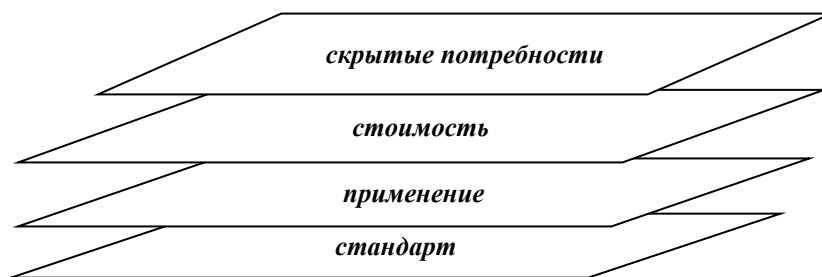 скрытые потребности
стоимость
применение
стандарт